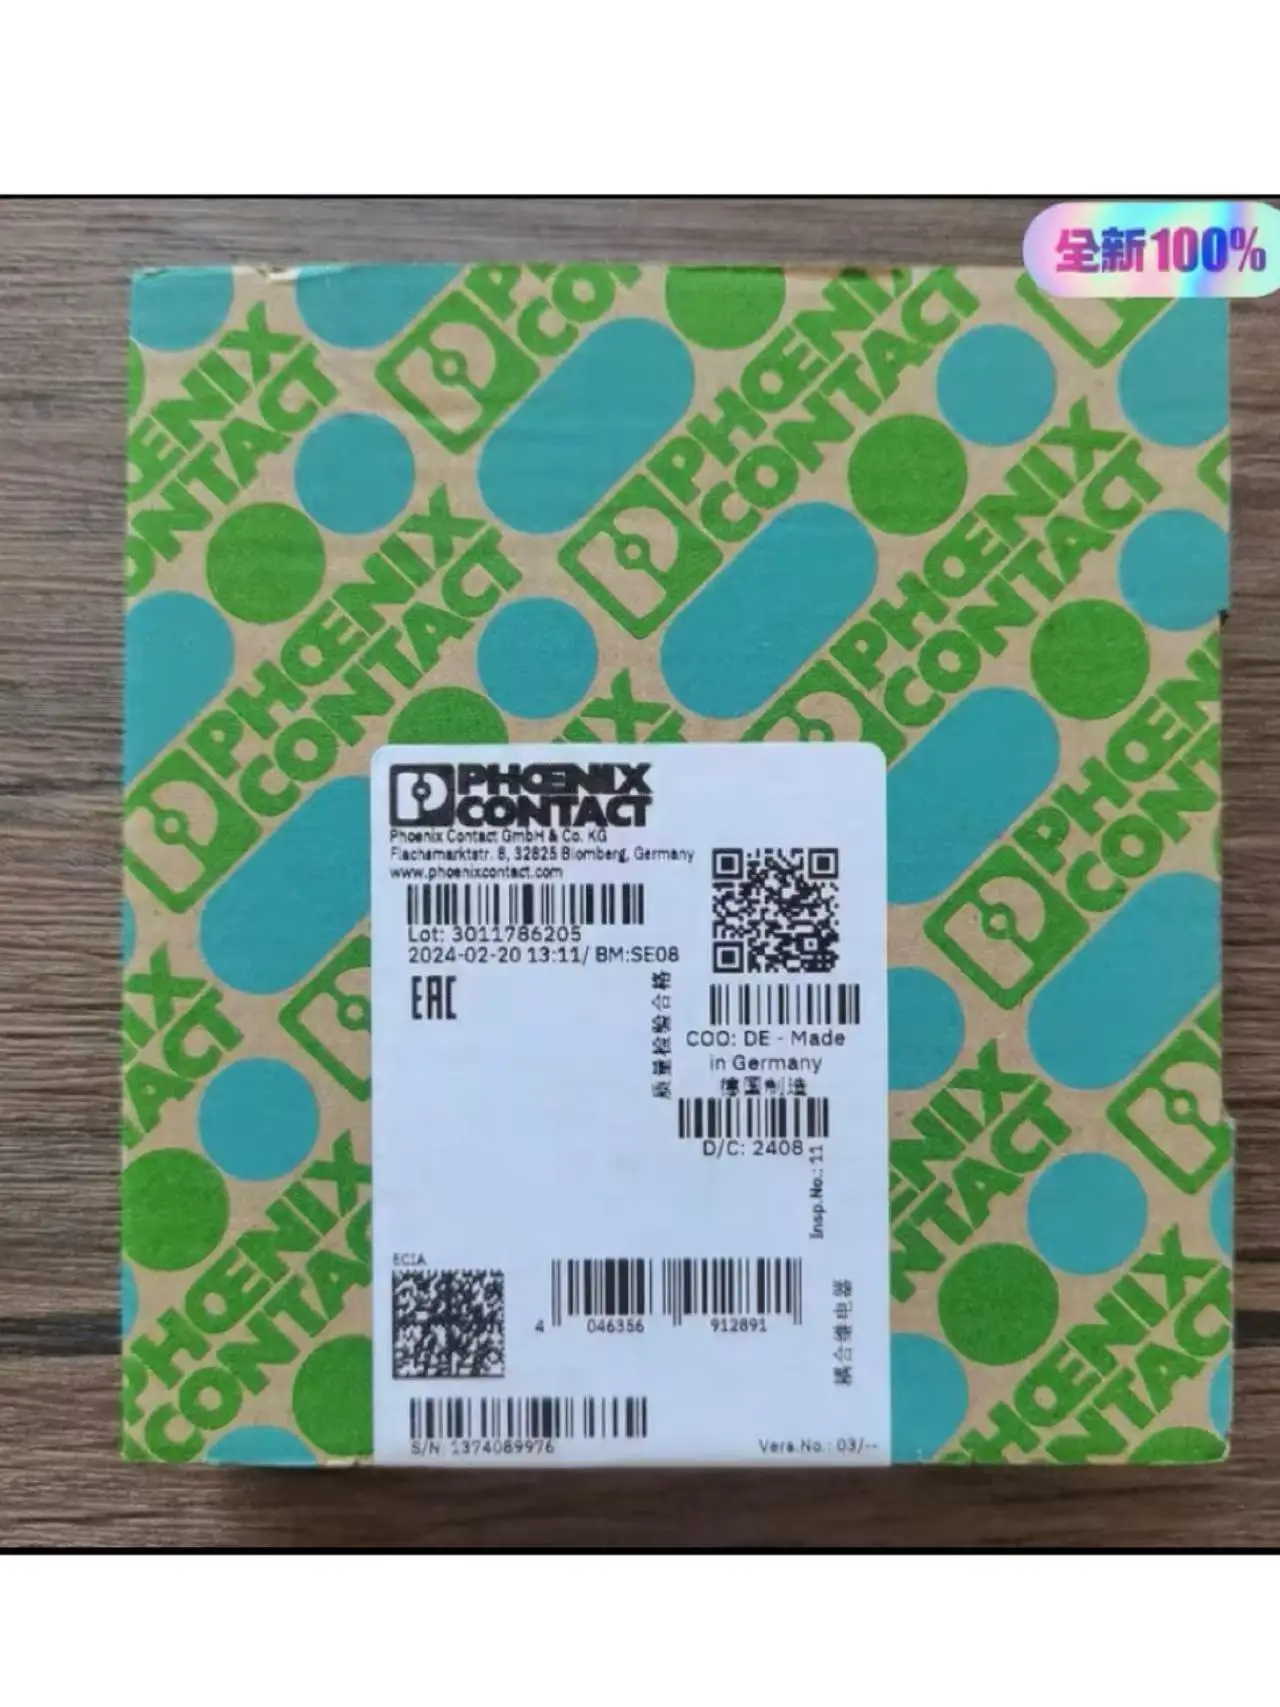 全新100%
PHŒNIX
CONTACT
Phoenix Contact GmbH & Co. KG
Flachsmarktstr. 8, 32825 Blomberg, Germany
www.phoenixcontact.com
Lot: 3011786205
2024-02-20 13:11/ BM:SE08
EAC
质量检验合格
COO: DE - Made
in Germany
德国制造
D/C: 2408
Insp.No.: 11
ECIA
4 046356 912891
耦合继电器
S/N: 1374089976
Vers.No.: 03/--